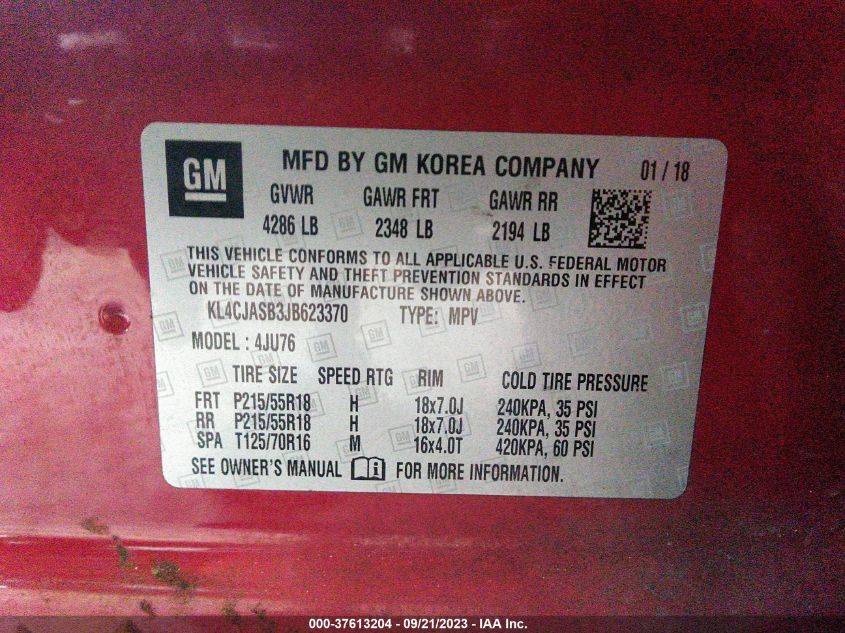 GM MFD BY GM KOREA COMPANY 01 / 18
GVWR GAWR FRT GAWR RR
4286 LB 2348 LB 2194 LB
THIS VEHICLE CONFORMS TO ALL APPLICABLE U.S. FEDERAL MOTOR
VEHICLE SAFETY AND THEFT PREVENTION STANDARDS IN EFFECT
ON THE DATE OF MANUFACTURE SHOWN ABOVE.
KL4CJASB3JB623370 TYPE: MPV
MODEL : 4JU76
TIRE SIZE SPEED RTG RIM COLD TIRE PRESSURE
FRT P215/55R18 H 18x7.0J 240KPA, 35 PSI
RR P215/55R18 H 18x7.0J 240KPA, 35 PSI
SPA T125/70R16 M 16x4.0T 420KPA, 60 PSI
SEE OWNER'S MANUAL FOR MORE INFORMATION.
000-37613204 - 09/21/2023 - IAA Inc.